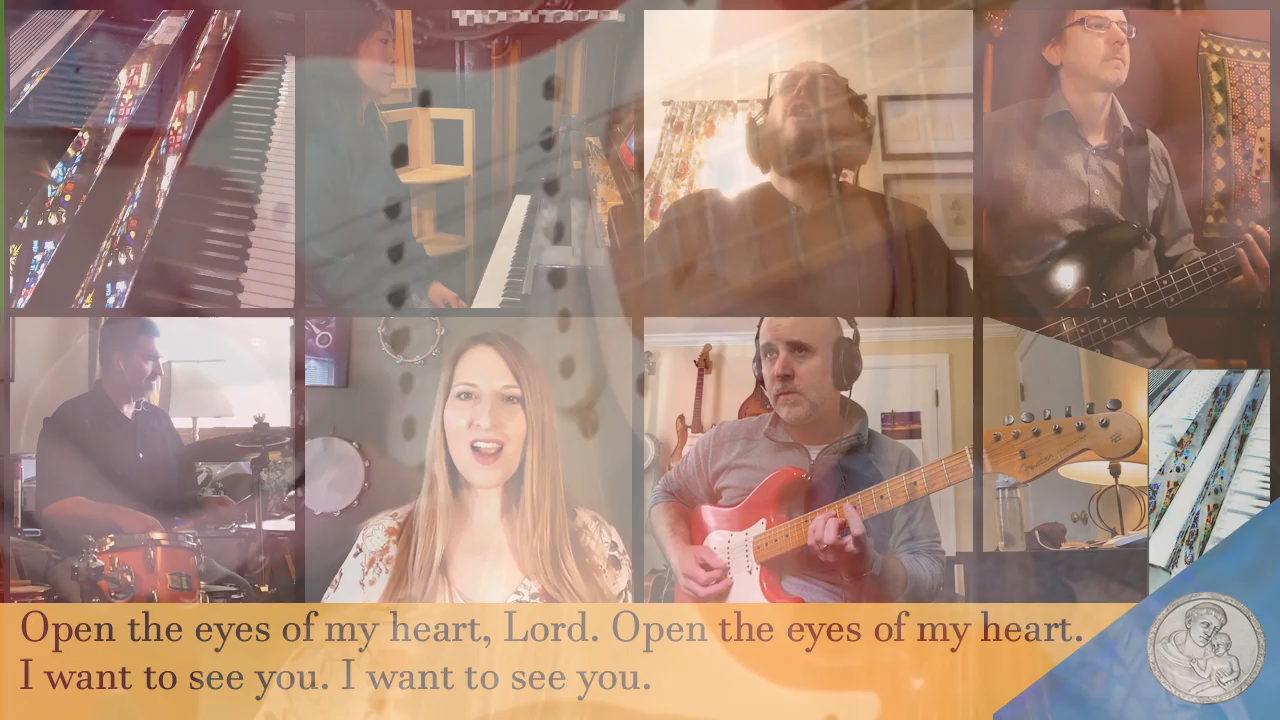 Open the eyes of my heart, Lord. Open the eyes of my heart.
I want to see you. I want to see you.